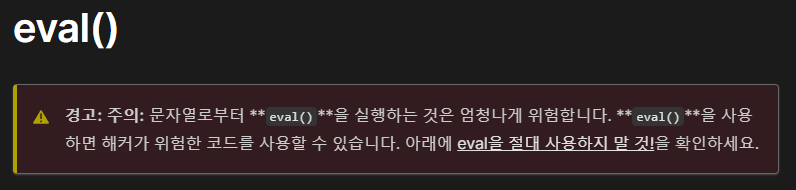 eval()
경고: 주의: 문자열로부터 **eval()**을 실행하는 것은 엄청나게 위험합니다. **eval()**을 사용
하면 해커가 위험한 코드를 사용할 수 있습니다. 아래에 eval을 절대 사용하지 말 것!을 확인하세요.